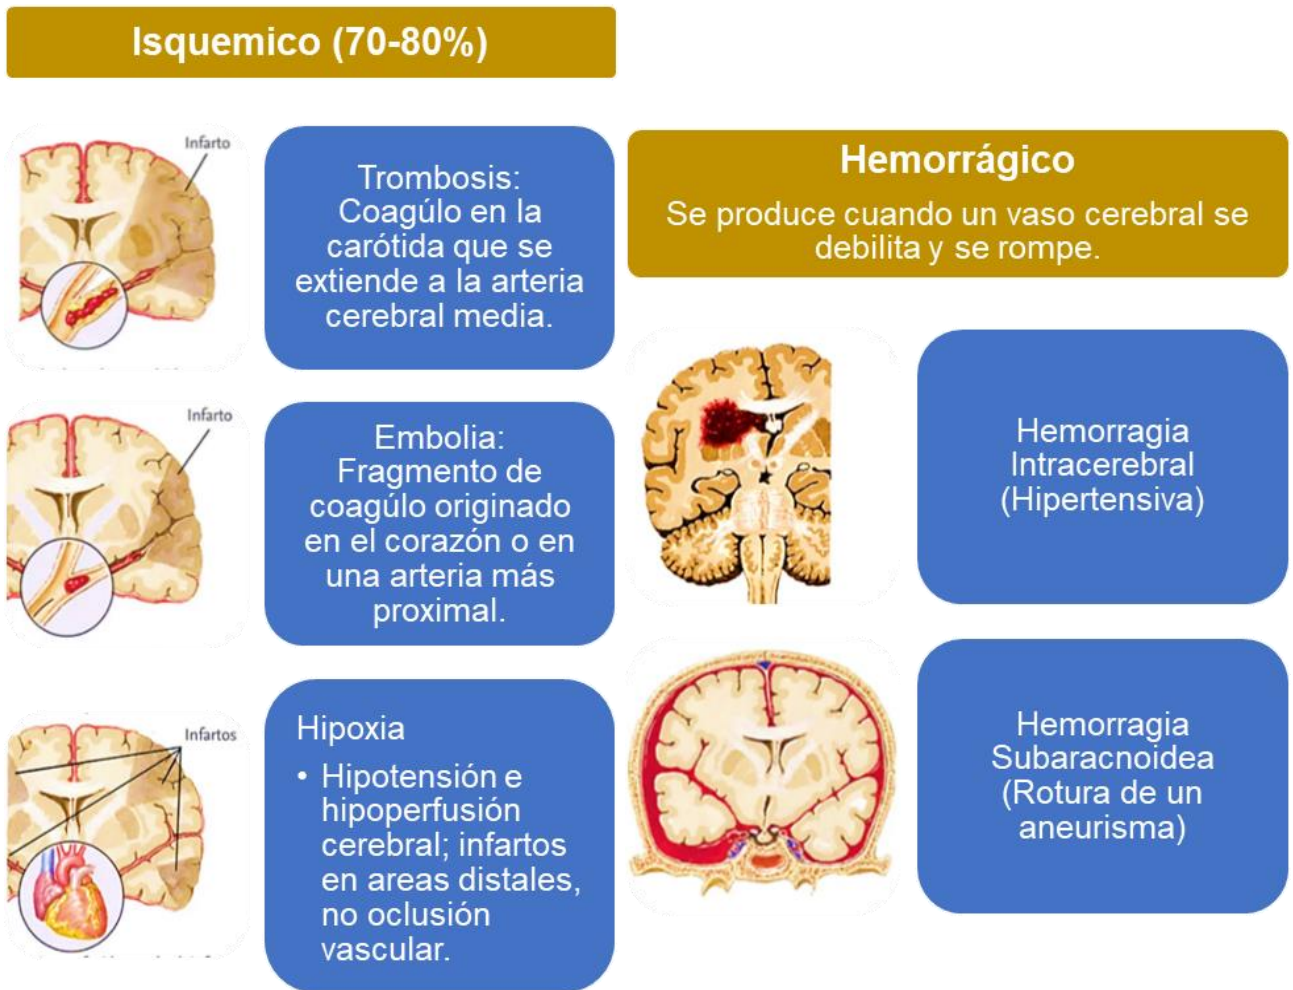 Isquemico (70-80%)
Infarto
Trombosis:
Coagúlo en la
carótida que se
extiende a la arteria
cerebral media.
Infarto
Embolia:
Fragmento de
coagúlo originado
en el corazón o en
una arteria más
proximal.
Infartos
Hipoxia
• Hipotensión e
hipoperfusión
cerebral; infartos
en areas distales,
no oclusión
vascular.
Hemorrágico
Se produce cuando un vaso cerebral se
debilita y se rompe.
Hemorragia
Intracerebral
(Hipertensiva)
Hemorragia
Subaracnoidea
(Rotura de un
aneurisma)